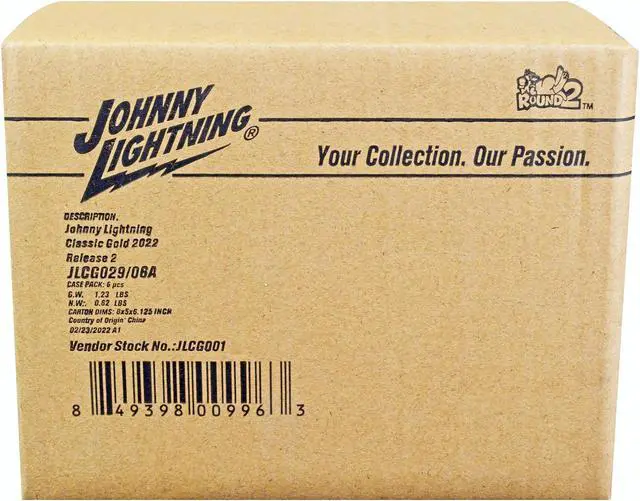 JOHNNY
LIGHTNING®
ROUND2™
Your Collection. Our Passion.
DESCRIPTION.
Johnny Lightning
Classic Gold 2022
Release 2
JLCG029/06A
CASE PACK: 6 pcs
G.W. 1.23 LBS
N.W.: 0.62 LBS
CARTON DIMS: 8x5x6.125 INCH
Country of Origin: China
02/23/2022 A1
Vendor Stock No.:JLCG001
8 49398 00996 3